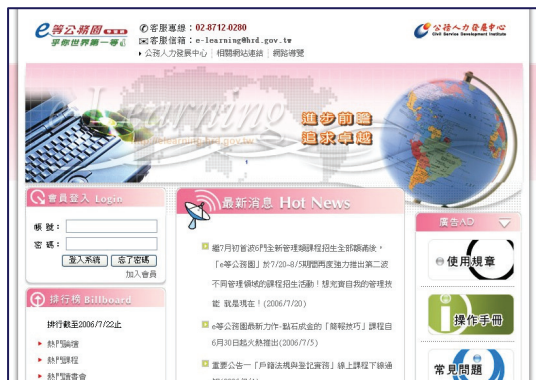 e等公務園
平你世界第一等
客服專線：02-8712-0280
客服信箱：e-learning@hrd.gov.tw
公務人力發展中心 | 相關網站連結 | 網路導覽
公務人力發展中心
Civil Service Development Institute
e-Learning
進步前瞻
追求卓越
會員登入 Login
帳 號：
密 碼：
登入系統
忘了密碼
加入會員
排行榜 Billboard
排行截至2006/7/22止
熱門論壇
熱門課程
熱門讀書會
最新消息 Hot News
繼7月初首波6門全新管理類課程招生全部額滿後，
「e等公務園」於7/20~8/5期間再度強力推出第二波
不同管理領域的課程招生活動！想充實自我的管理技
能 就是現在！(2006/7/20)
e等公務園最新力作-點石成金的「簡報技巧」課程自
6月30日起火熱推出(2006/7/5)
重要公告－「戶籍法規與登記實務」線上課程下線通
廣告AD
使用規章
操作手冊
常見問題